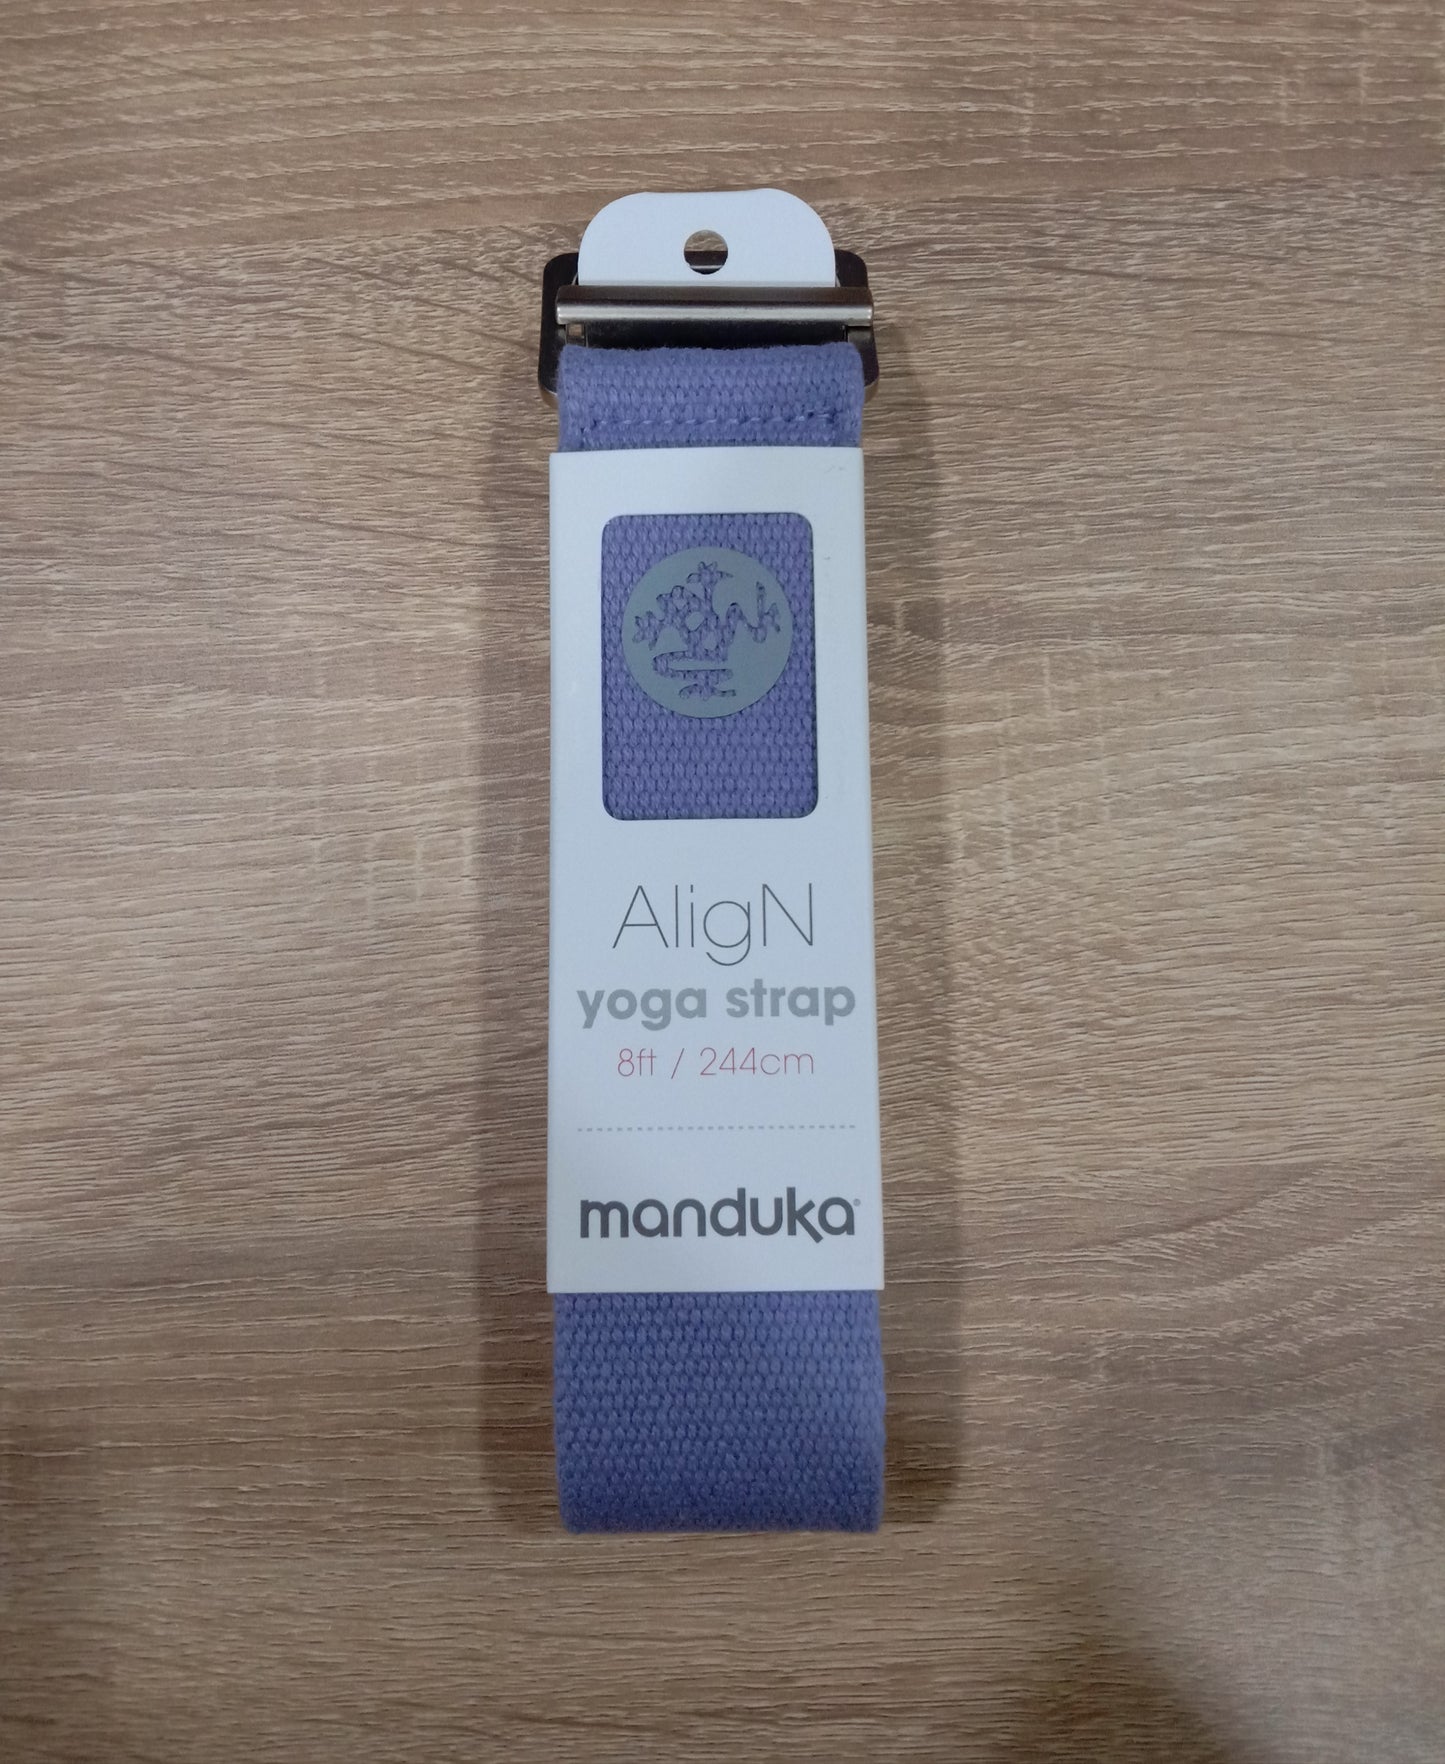 AligN
yoga strap
8ft / 244cm
manduka®